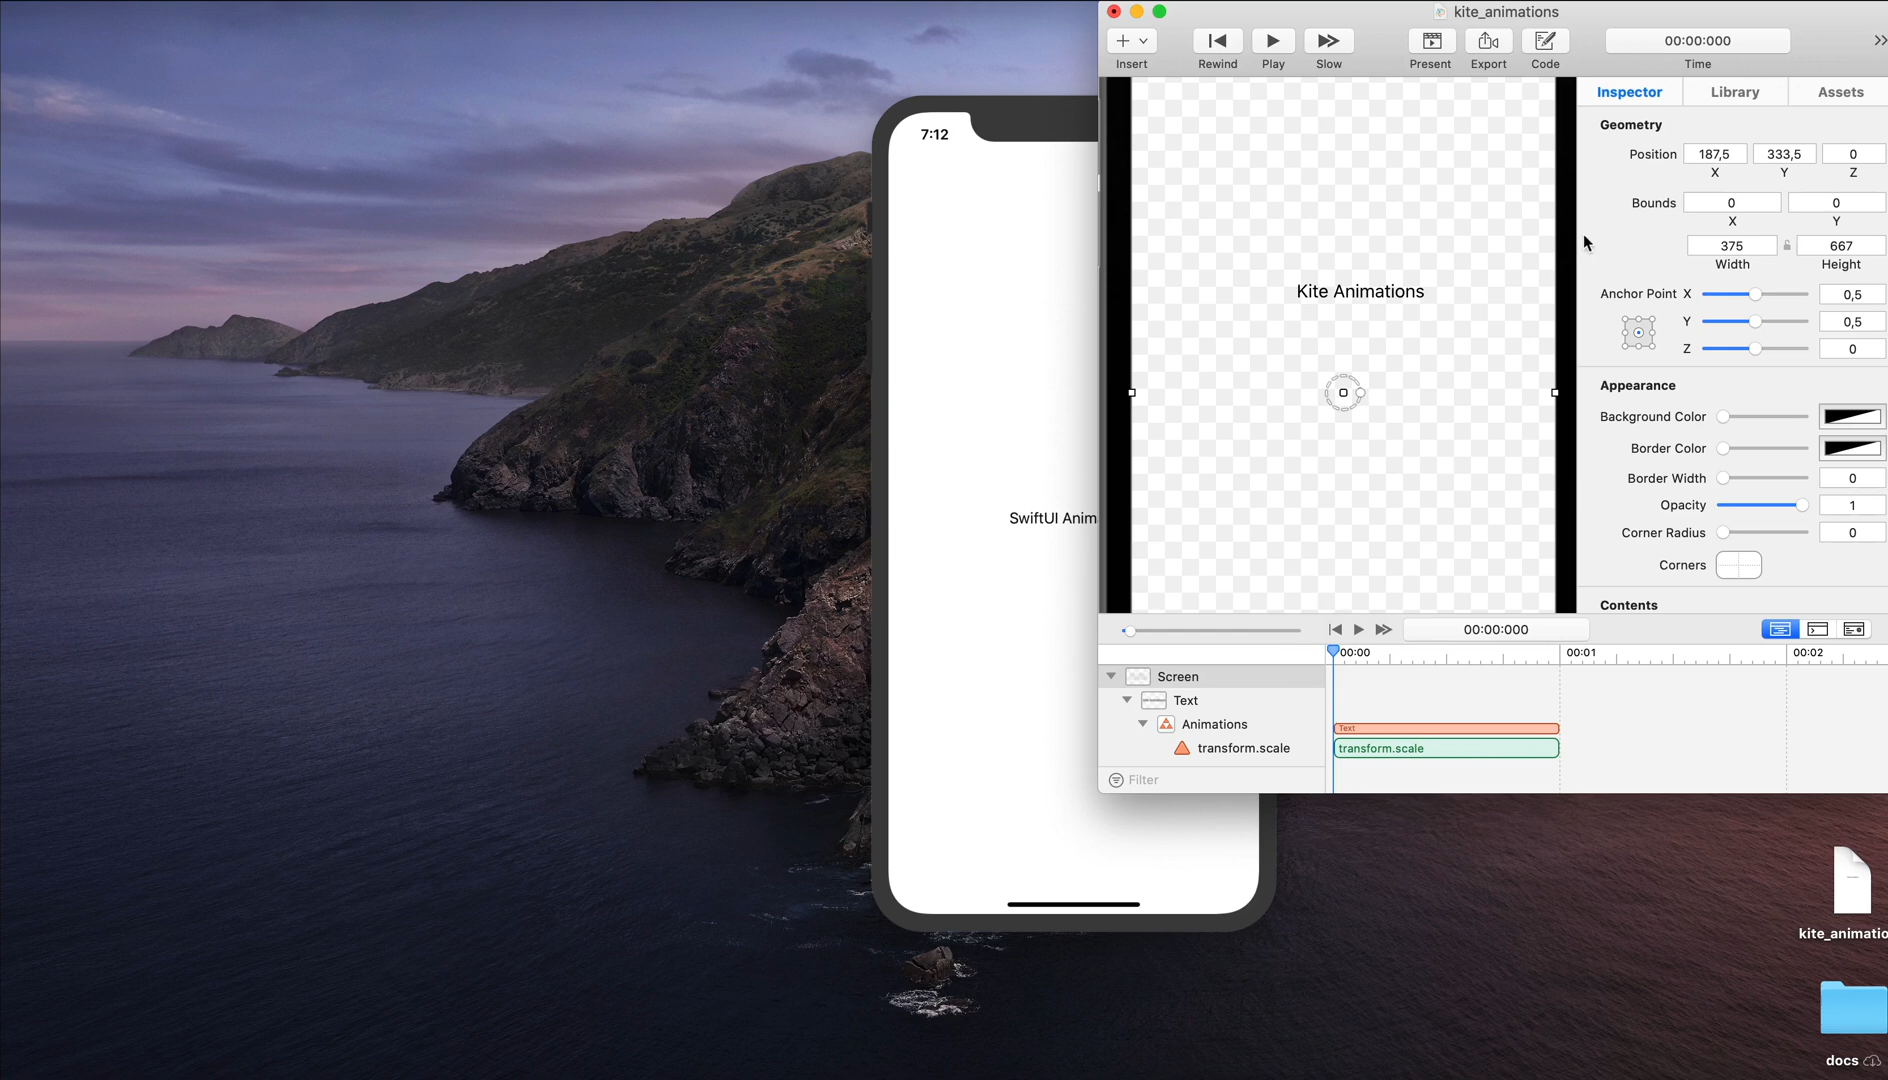 kite_animations
Insert
Rewind
Play
Slow
Present
Export
Code
00:00:000
Time
Inspector
Library
Assets
Geometry
Position
187,5
333,5
0
X
Y
Z
Bounds
0
0
X
Y
375
667
Width
Height
Anchor Point X
0,5
Y
0,5
Z
0
Appearance
Background Color
Border Color
Border Width
0
Opacity
1
Corner Radius
0
Corners
Contents
Kite Animations
7:12
SwiftUI Anim
00:00:000
00:00
00:01
00:02
Screen
Text
Animations
transform.scale
Text
transform.scale
Filter
kite_animatio
docs